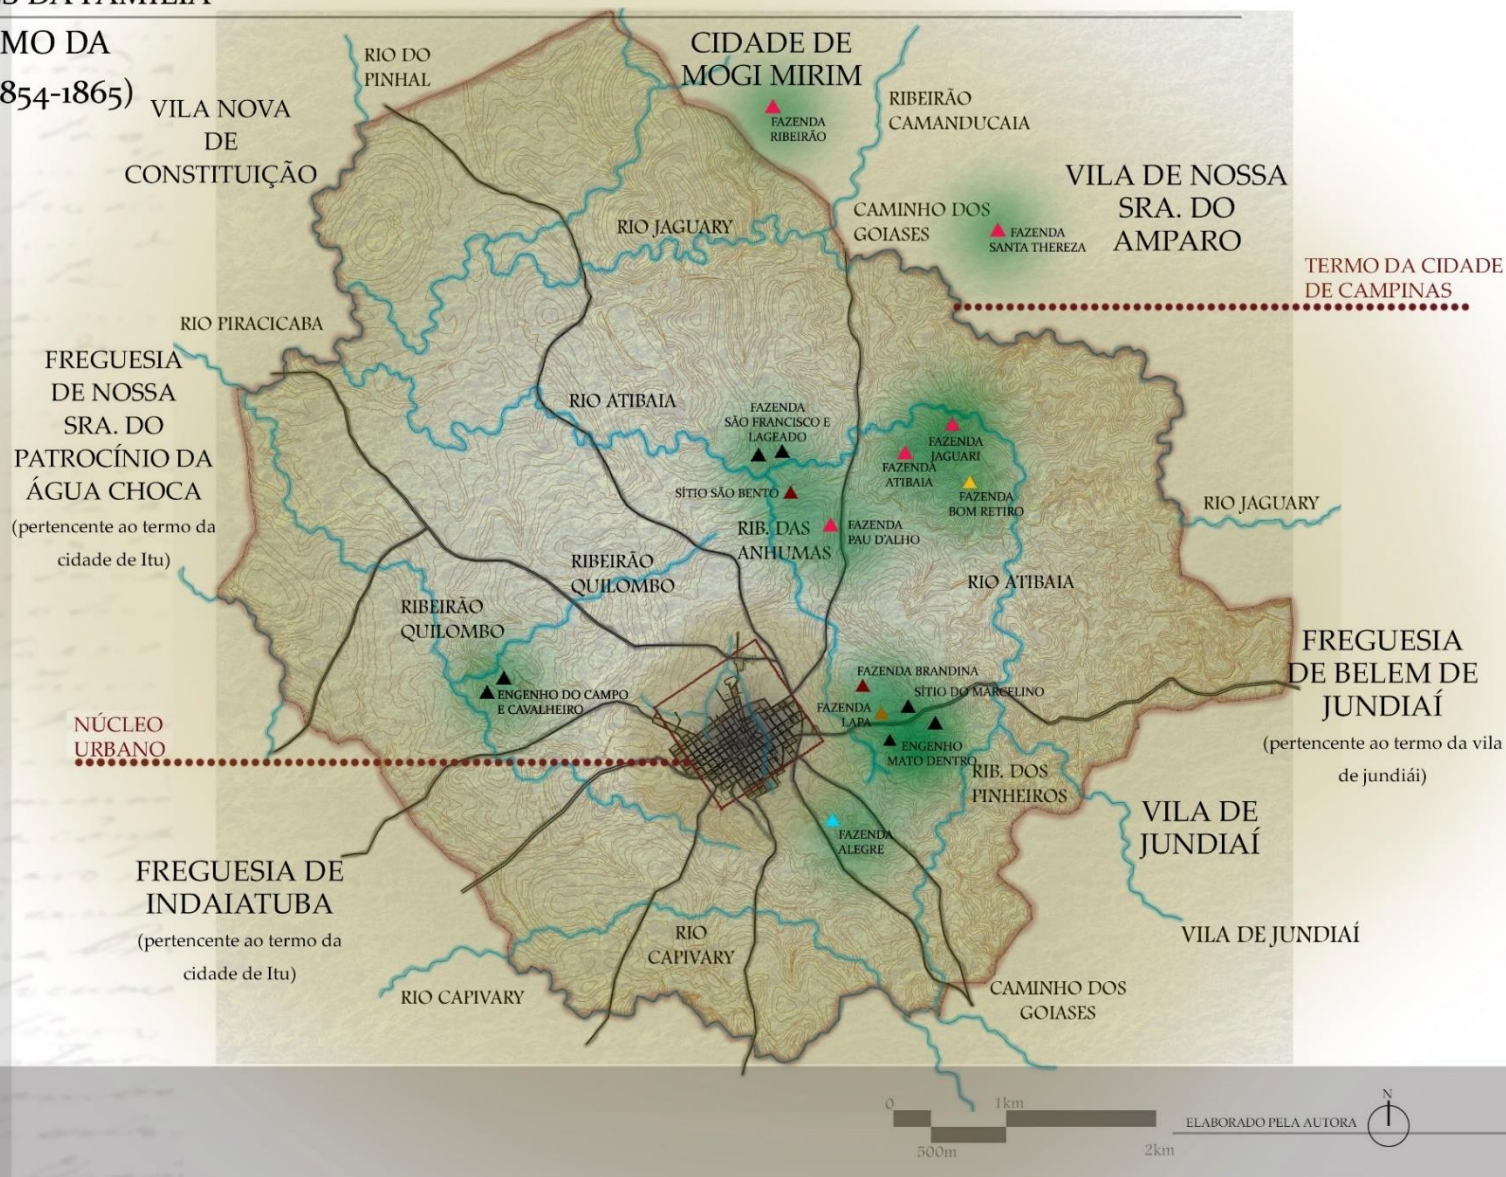 DA FAMÍLIA
MO DA
854-1865)
VILA NOVA
DE
CONSTITUIÇÃO
RIO DO
PINHAL
CIDADE DE
MOGI MIRIM
FAZENDA
RIBEIRÃO
RIBEIRÃO
CAMANDUCAIA
VILA DE NOSSA
SRA. DO
AMPARO
CAMINHO DOS
GOIASES
FAZENDA
SANTA THEREZA
RIO JAGUARY
TERMO DA CIDADE
DE CAMPINAS
RIO PIRACICABA
FREGUESIA
DE NOSSA
SRA. DO
PATROCÍNIO DA
ÁGUA CHOCA
(pertencente ao termo da
cidade de Itu)
RIO ATIBAIA
FAZENDA
SÃO FRANCISCO E
LAGEADO
FAZENDA
JAGUARI
FAZENDA
ATIBAIA
FAZENDA
BOM RETIRO
SÍTIO SÃO BENTO
RIB. DAS
ANHUMAS
FAZENDA
PAU D'ALHO
RIO JAGUARY
RIBEIRÃO
QUILOMBO
RIO ATIBAIA
RIBEIRÃO
QUILOMBO
FREGUESIA
DE BELEM DE
JUNDIAÍ
(pertencente ao termo da vila
de jundiái)
ENGENHO DO CAMPO
E CAVALHEIRO
FAZENDA BRANDINA
SÍTIO DO MARCELINO
FAZENDA
LAPA
ENGENHO
MATO DENTRO
NÚCLEO
URBANO
RIB. DOS
PINHEIROS
VILA DE
JUNDIAÍ
FAZENDA
ALEGRE
FREGUESIA DE
INDAIATUBA
(pertencente ao termo da
cidade de Itu)
RIO
CAPIVARY
VILA DE JUNDIAÍ
RIO CAPIVARY
CAMINHO DOS
GOIASES
0
1km
500m
2km
ELABORADO PELA AUTORA
N